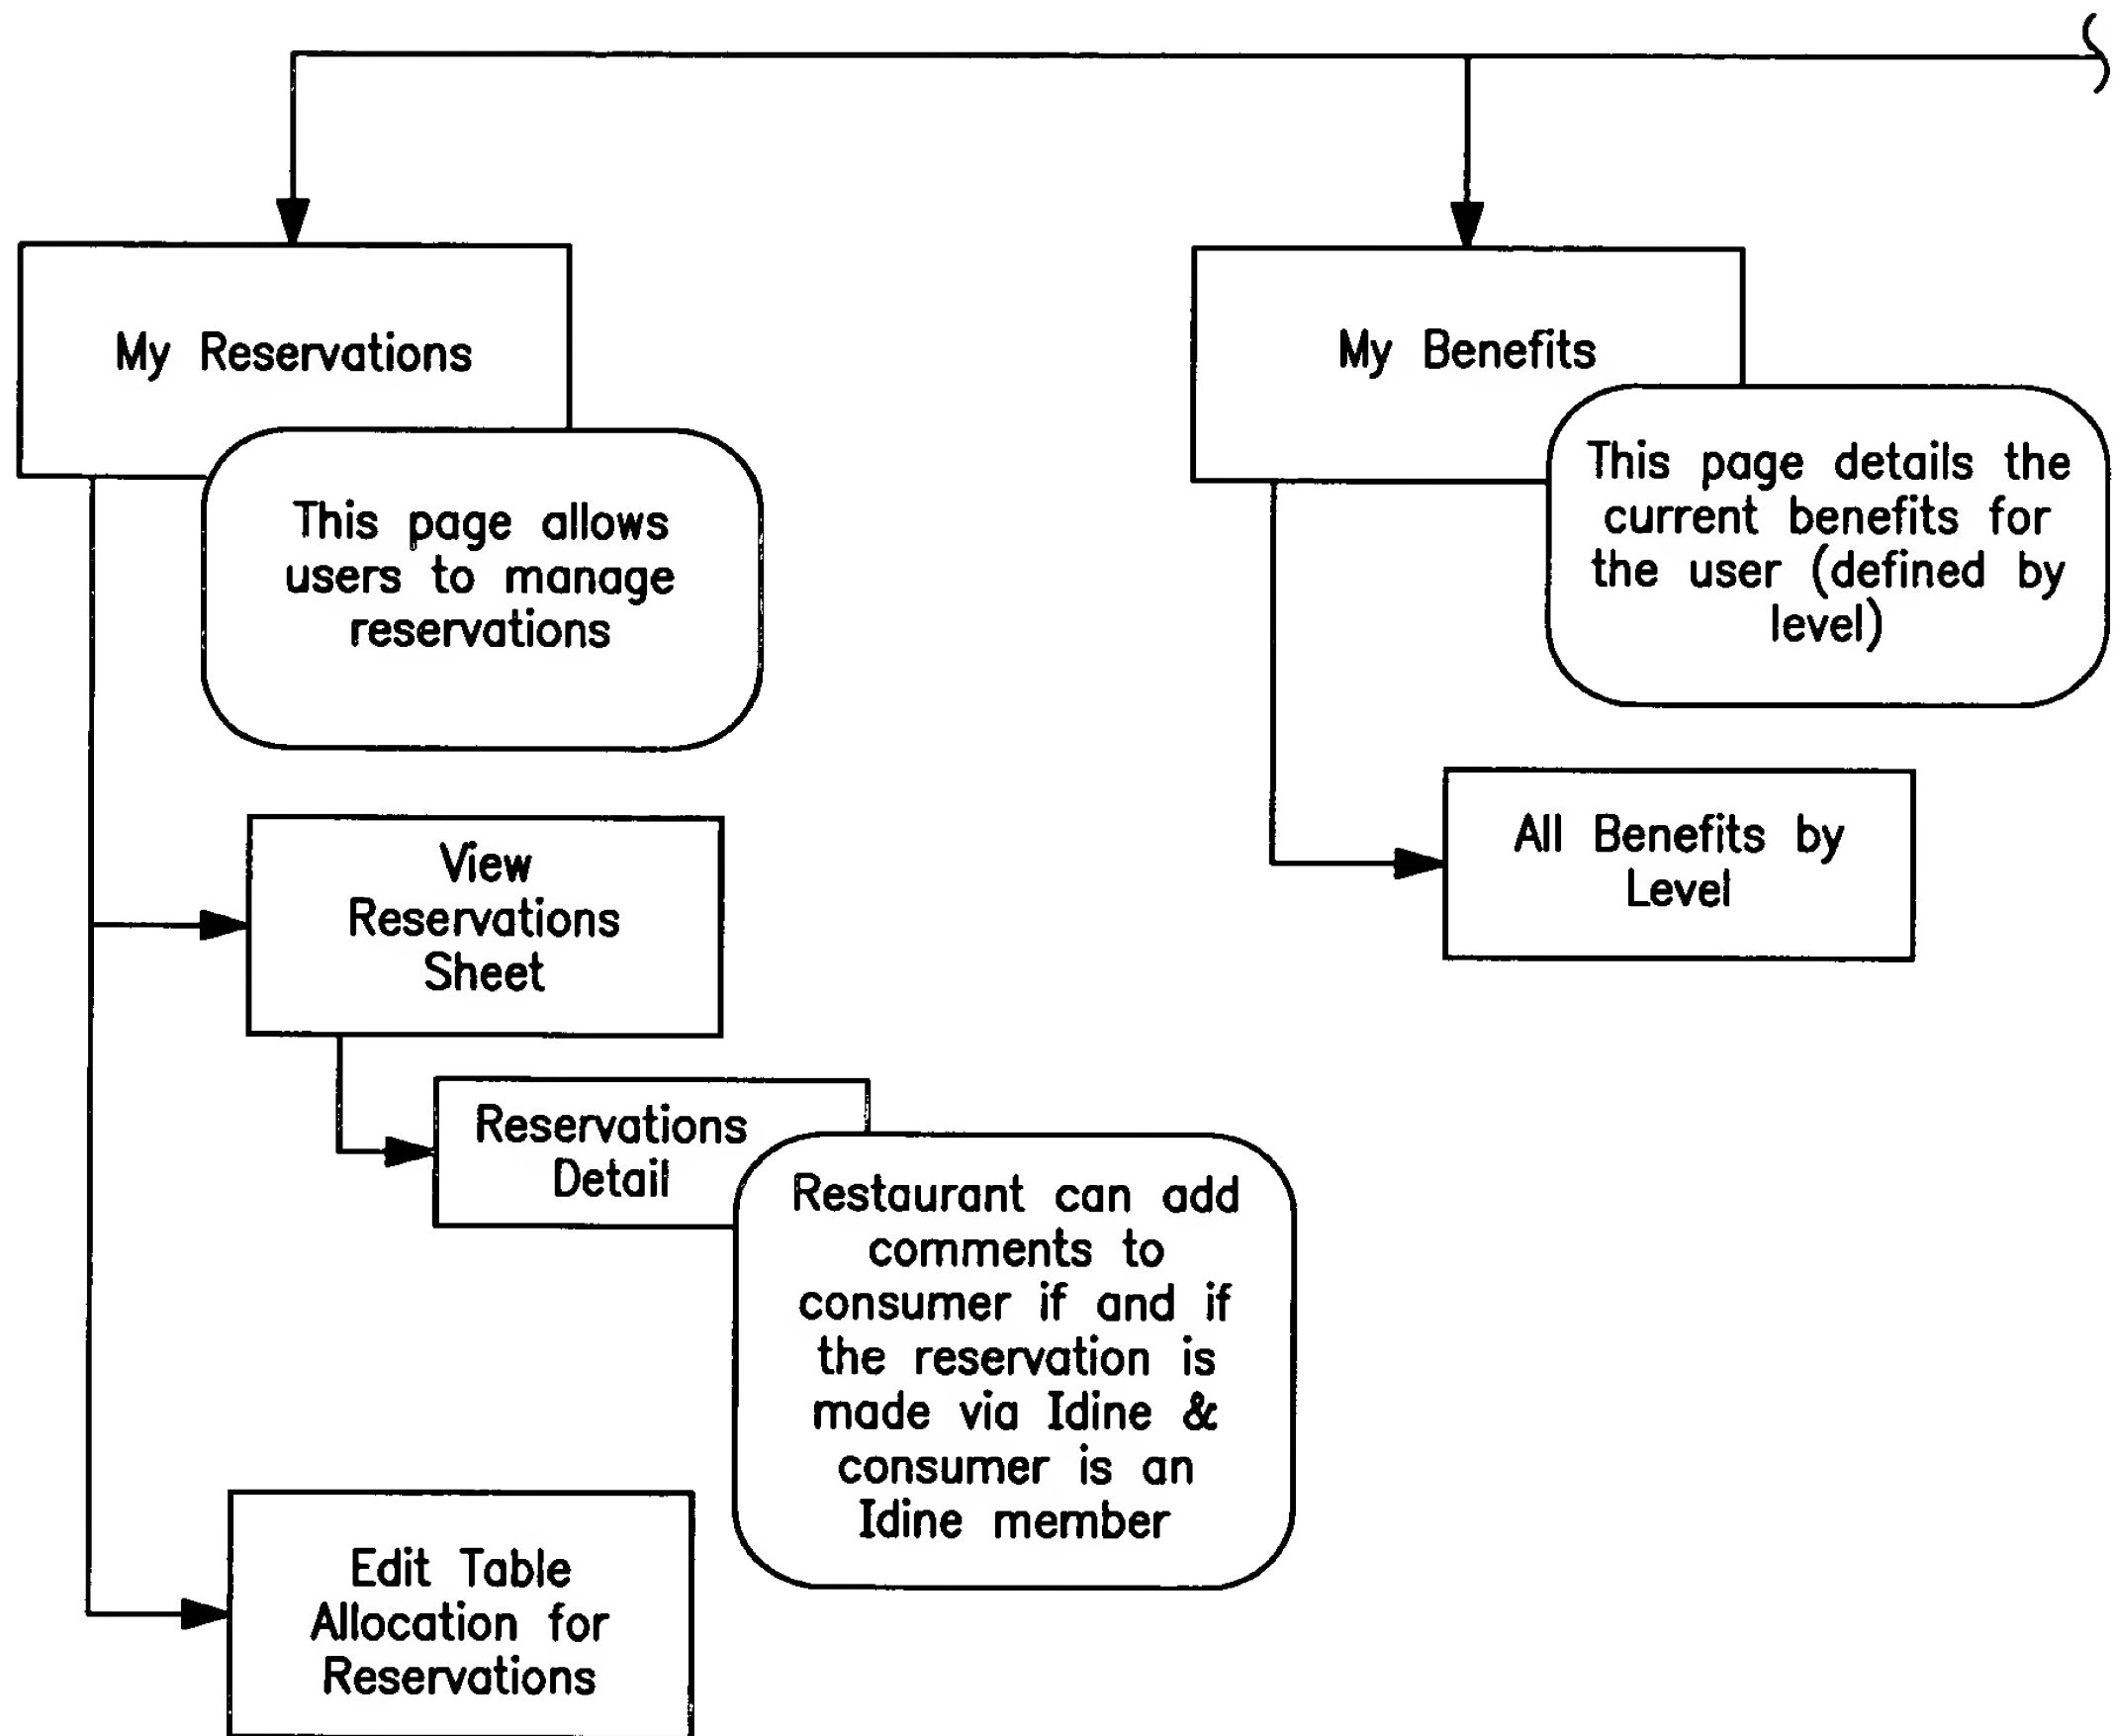 My Reservations
This page allows
users to manage
reservations
View
Reservations
Sheet
Reservations
Detail
Restaurant can add
comments to
consumer if and if
the reservation is
made via Idine &
consumer is an
Idine member
Edit Table
Allocation for
Reservations
My Benefits
This page details the
current benefits for
the user (defined by
level)
All Benefits by
Level